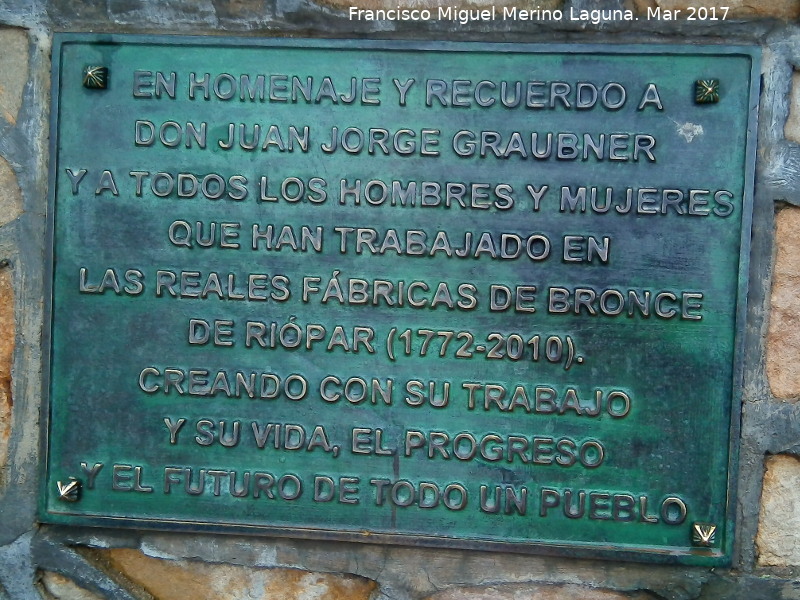 Francisco Miguel Merino Laguna. Mar 2017
EN HOMENAJE Y RECUERDO A
DON JUAN JORGE GRAUBNER
Y A TODOS LOS HOMBRES Y MUJERES
QUE HAN TRABAJADO EN
LAS REALES FÁBRICAS DE BRONCE
DE RIÓPAR (1772-2010).
CREANDO CON SU TRABAJO
Y SU VIDA, EL PROGRESO
Y EL FUTURO DE TODO UN PUEBLO